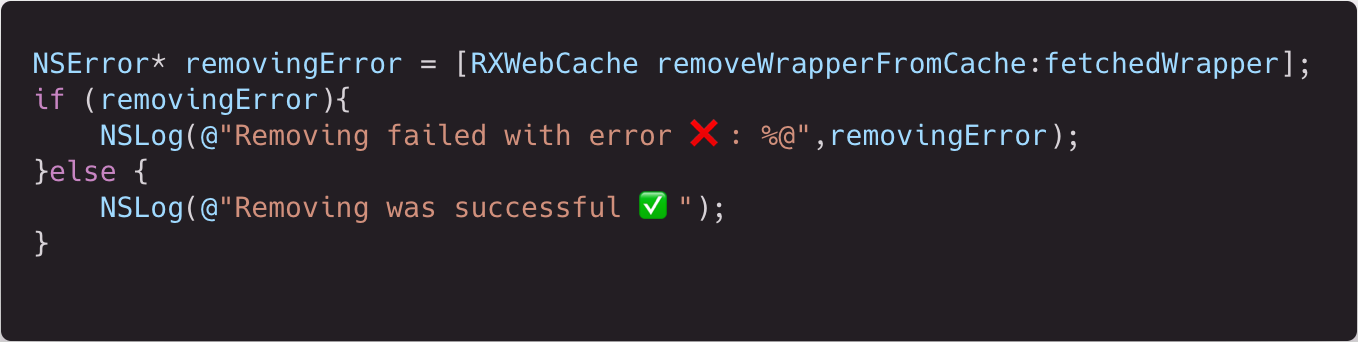 NSError* removingError = [RXWebCache removeWrapperFromCache:fetchedWrapper];
if (removingError){
    NSLog(@"Removing failed with error ❌ : %@",removingError);
}else {
    NSLog(@"Removing was successful ✅ ");
}